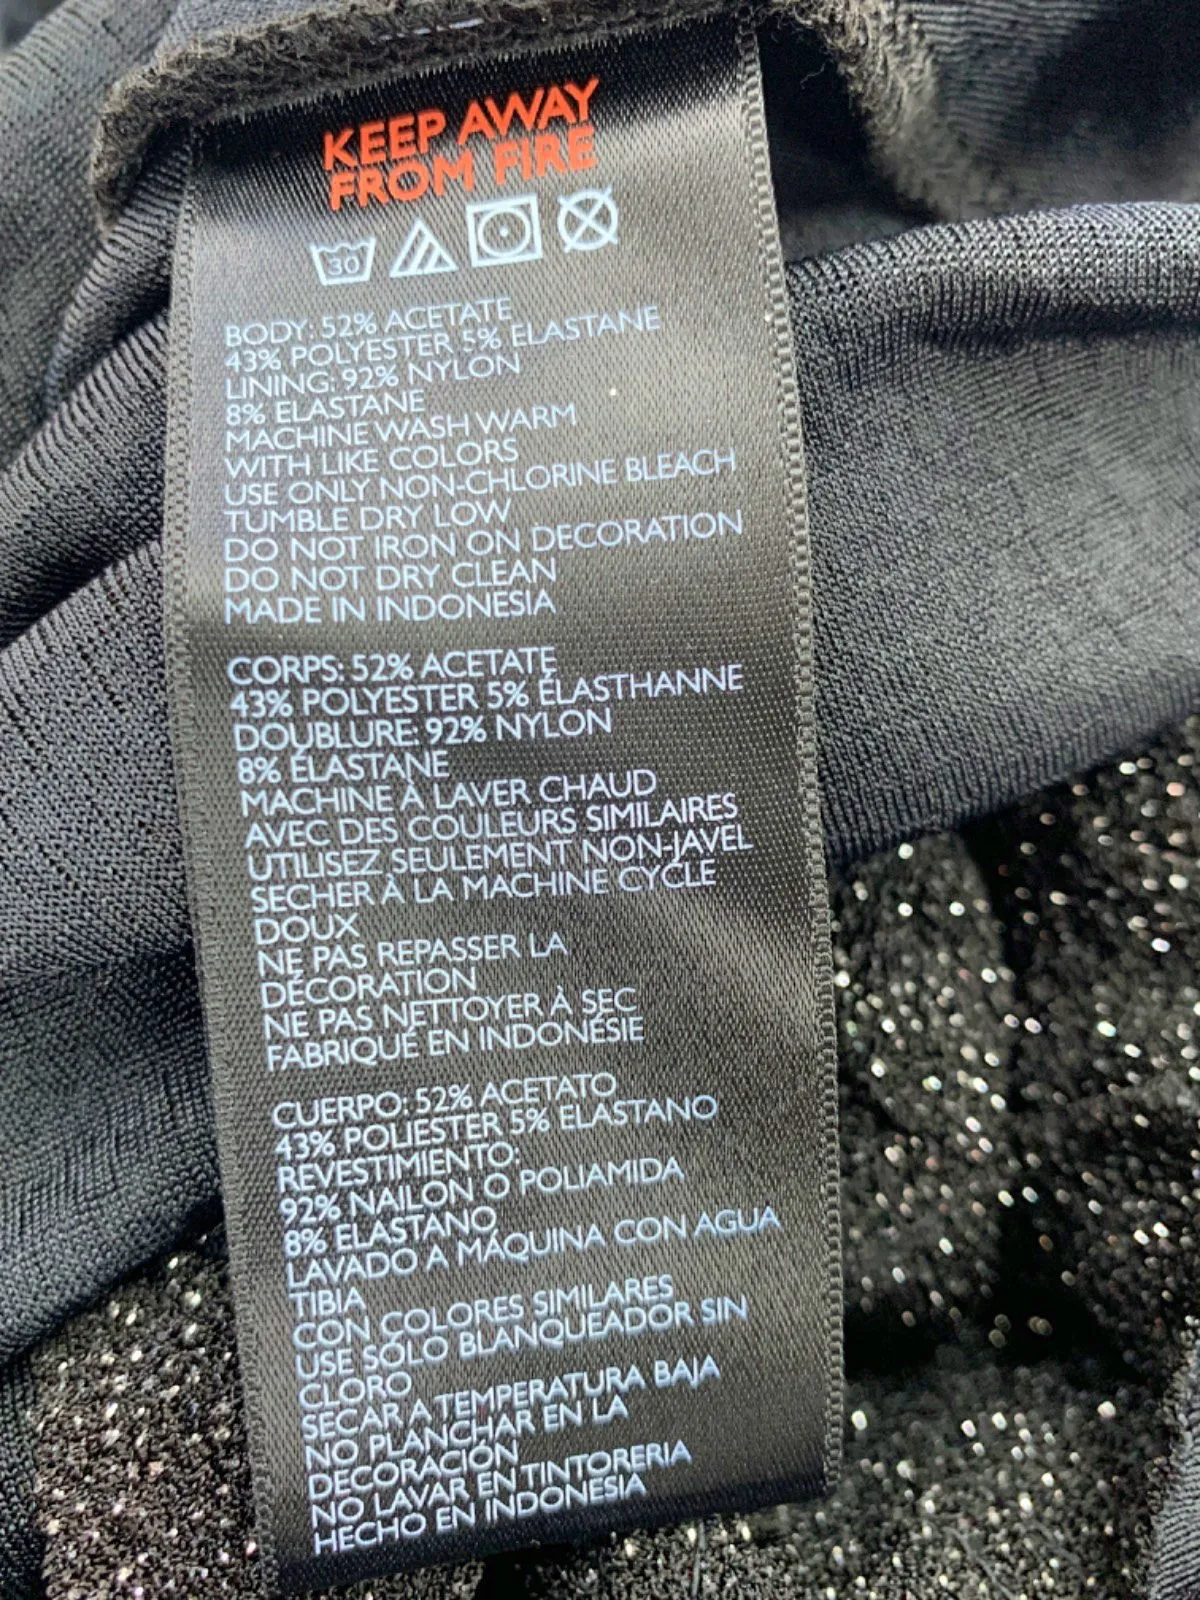 KEEP AWAY
FROM FIRE
30
BODY: 52% ACETATE
43% POLYESTER 5% ELASTANE
LINING: 92% NYLON
8% ELASTANE
MACHINE WASH WARM
WITH LIKE COLORS
USE ONLY NON-CHLORINE BLEACH
TUMBLE DRY LOW
DO NOT IRON ON DECORATION
DO NOT DRY CLEAN
MADE IN INDONESIA
CORPS: 52% ACETATE
43% POLYESTER 5% ÉLASTHANNE
DOUBLURE: 92% NYLON
8% ÉLASTANE
MACHINE À LAVER CHAUD
AVEC DES COULEURS SIMILAIRES
UTILISEZ SEULEMENT NON-JAVEL
SECHER À LA MACHINE CYCLE
DOUX
NE PAS REPASSER LA
DÉCORATION
NE PAS NETTOYER À SEC
FABRIQUÉ EN INDONÉSIE
CUERPO: 52% ACETATO
43% POLIESTER 5% ELASTANO
REVESTIMIENTO:
92% NAILON O POLIAMIDA
8% ELASTANO
LAVADO A MÁQUINA CON AGUA
TIBIA
CON COLORES SIMILARES
USE SÓLO BLANQUEADOR SIN
CLORO
SECAR A TEMPERATURA BAJA
NO PLANCHAR EN LA
DECORACIÓN
NO LAVAR EN TINTORERIA
HECHO EN INDONESIA